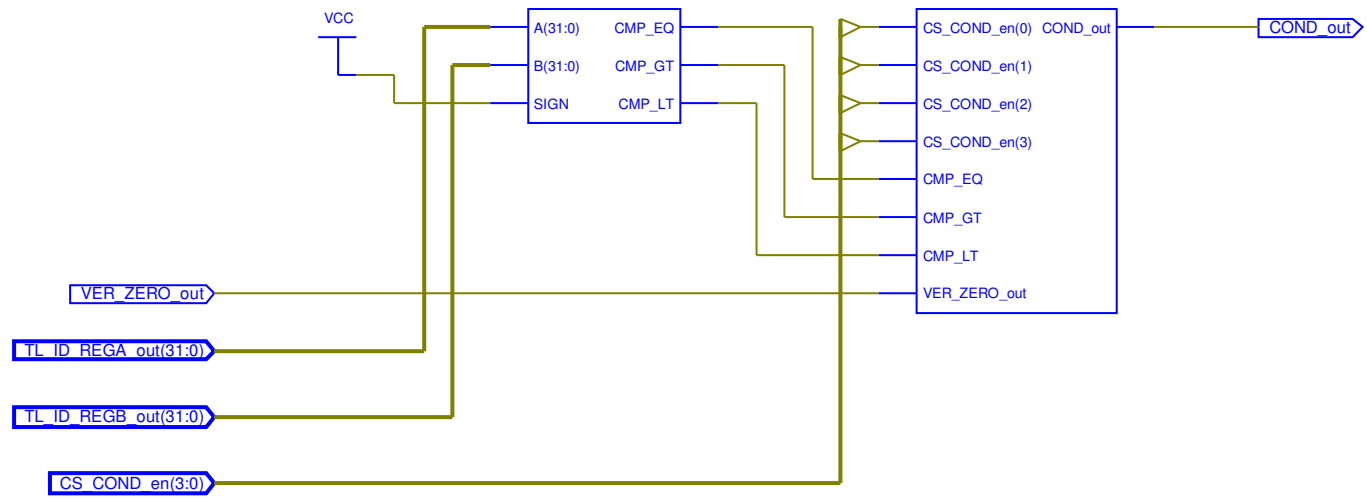 VCC
A(31:0) CMP_EQ
B(31:0) CMP_GT
SIGN CMP_LT
CS_COND_en(0) COND_out
CS_COND_en(1)
CS_COND_en(2)
CS_COND_en(3)
CMP_EQ
CMP_GT
CMP_LT
VER_ZERO_out
COND_out
VER_ZERO_out
TL_ID_REGA_out(31:0)
TL_ID_REGB_out(31:0)
CS_COND_en(3:0)